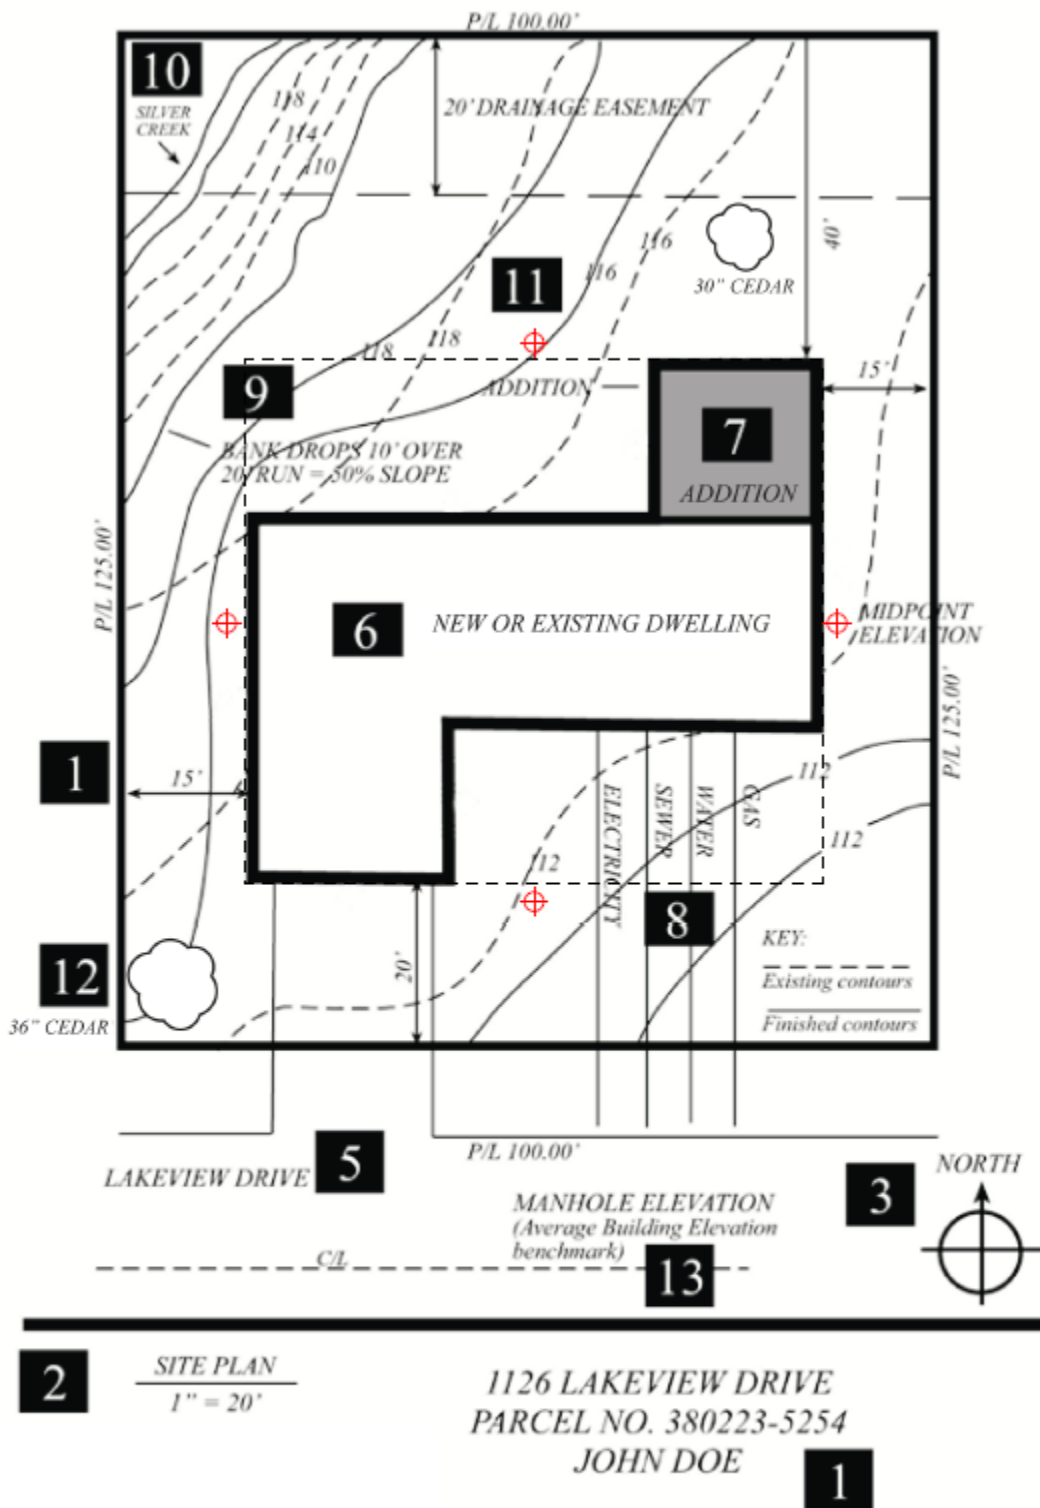 P/L 100.00'
10
SILVER
CREEK
118
114
110
20' DRAINAGE EASEMENT
116
116
40'
30" CEDAR
11
118
118
9
ADDITION
15'
7
ADDITION
BANK DROPS 10' OVER
20' RUN = 50% SLOPE
P/L 125.00'
6
NEW OR EXISTING DWELLING
MIDPOINT
ELEVATION
P/L 125.00'
1
15'
112
112
112
ELECTRICITY
SEWER
WATER
GAS
8
20'
12
36" CEDAR
KEY:
Existing contours
Finished contours
P/L 100.00'
LAKEVIEW DRIVE
5
MANHOLE ELEVATION
(Average Building Elevation
benchmark)
13
C/L
3
NORTH
2
SITE PLAN
1" = 20'
1126 LAKEVIEW DRIVE
PARCEL NO. 380223-5254
JOHN DOE
1